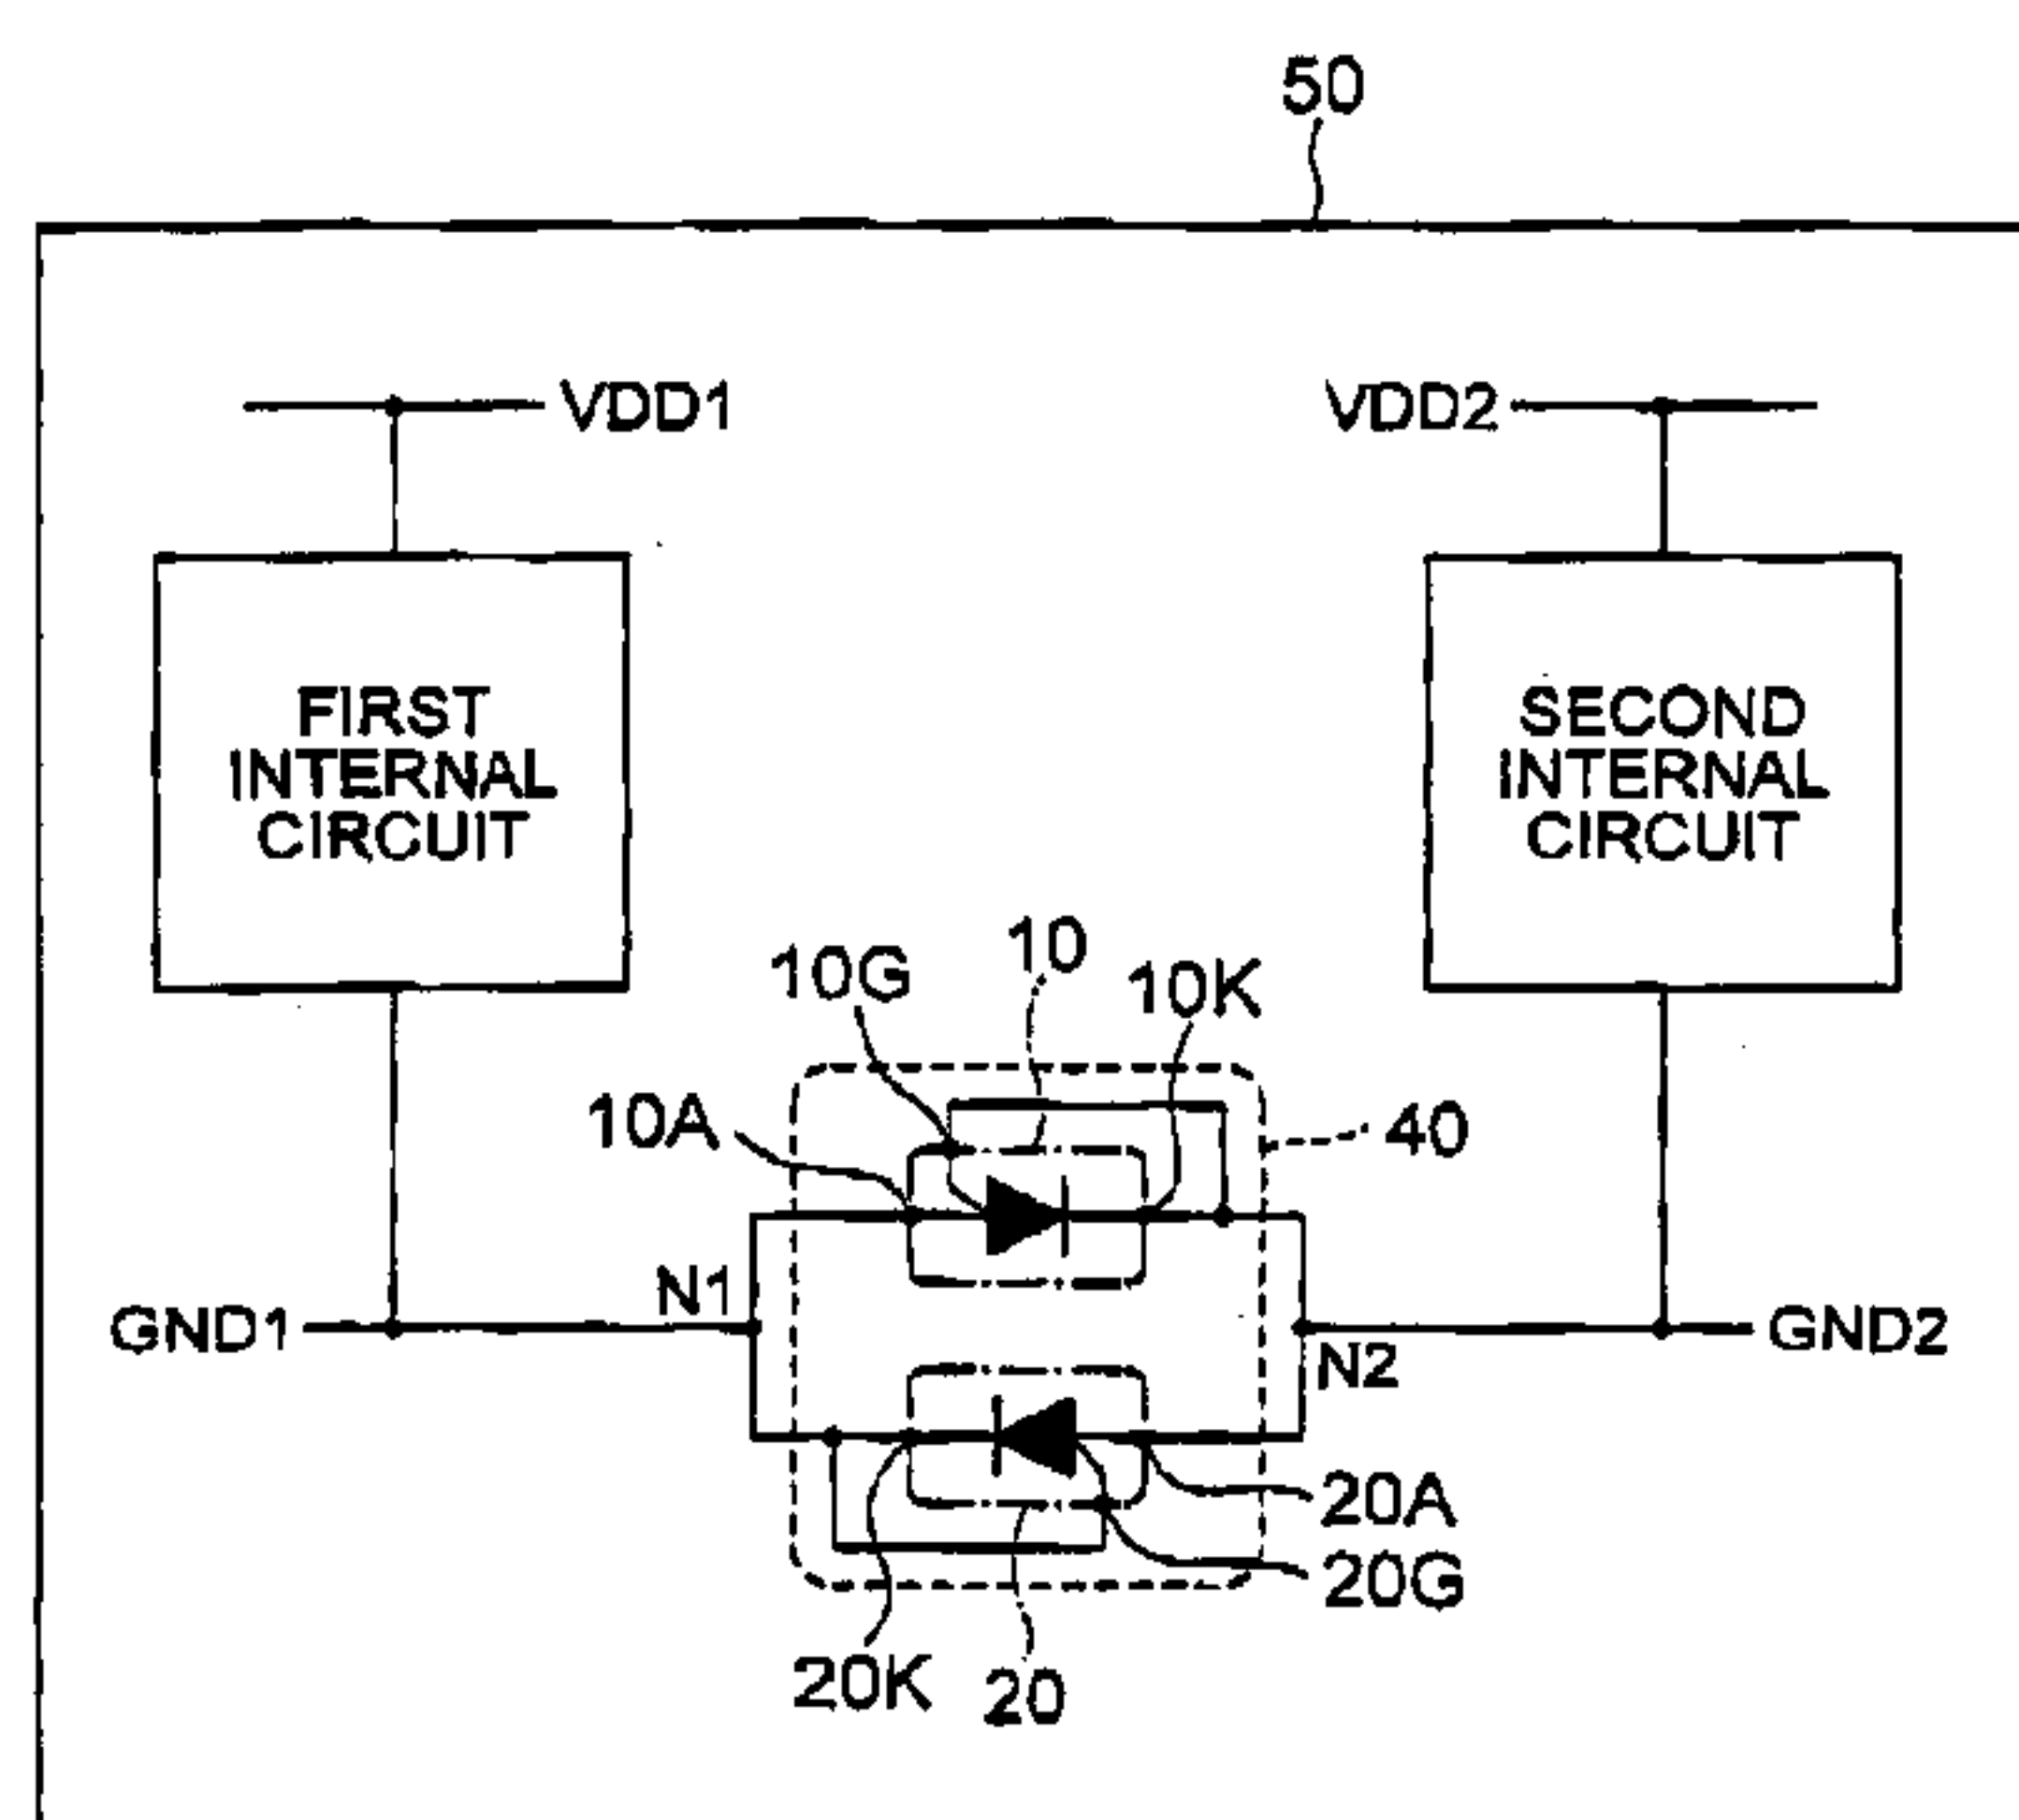 50
VDD1
VDD2
FIRST
INTERNAL
CIRCUIT
SECOND
INTERNAL
CIRCUIT
10
10G
10K
10A
40
N1
GND1
GND2
N2
20A
20G
20K
20